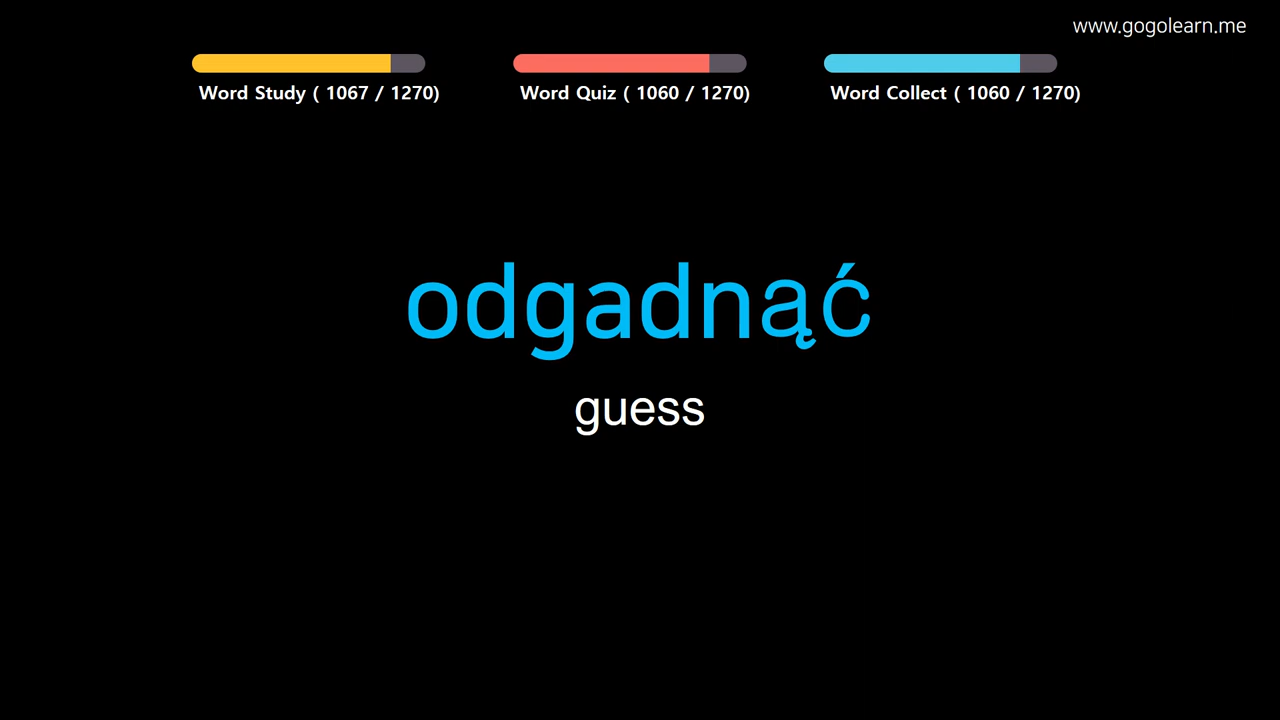 www.gogolearn.me
Word Study ( 1067 / 1270)
Word Quiz ( 1060 / 1270)
Word Collect ( 1060 / 1270)
odgadnąć
guess